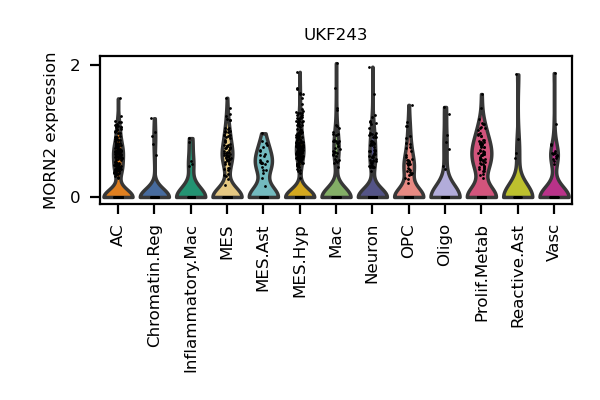 UKF243
MORN2 expression
2
0
AC
Chromatin.Reg
Inflammatory.Mac
MES
MES.Ast
MES.Hyp
Mac
Neuron
OPC
Oligo
Prolif.Metab
Reactive.Ast
Vasc